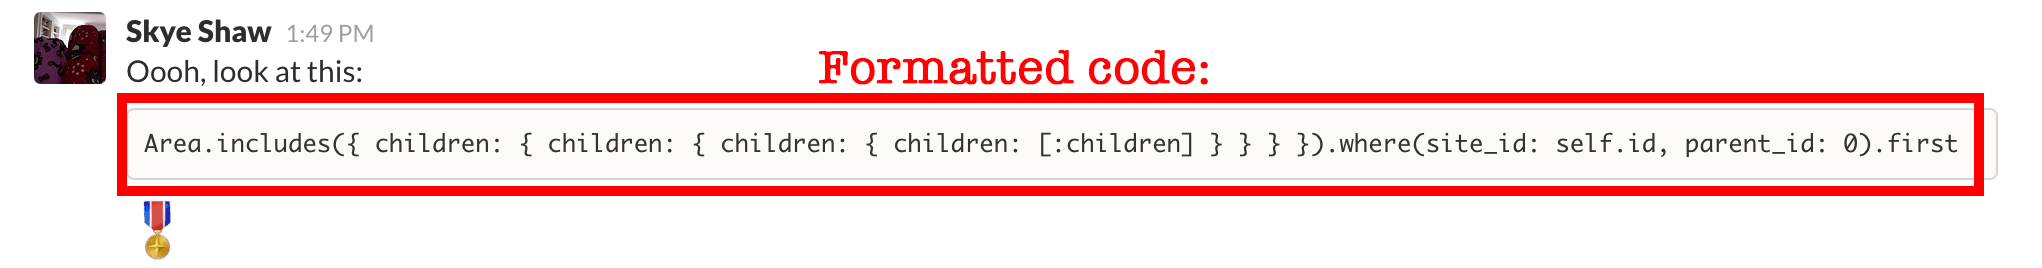 Skye Shaw 1:49 PM
Oooh, look at this:
Formatted code:
Area.includes({ children: { children: { children: { children: [:children] } } } }).where(site_id: self.id, parent_id: 0).first